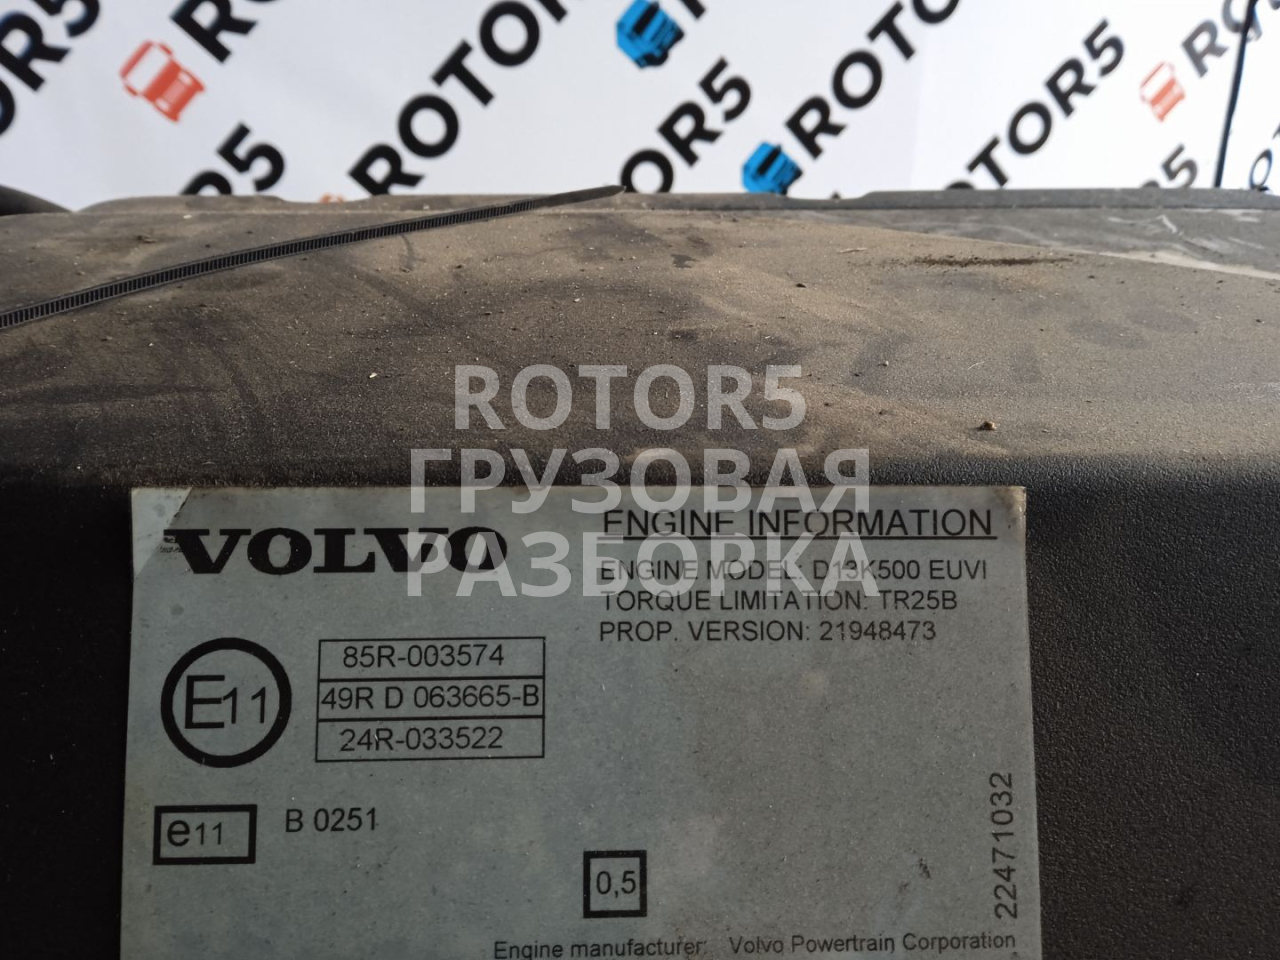 ROTOR5
ROTOR5
ROTOR5
ROTOR5
ROTOR5
ГРУЗОВАЯ
РАЗБОРКА
VOLVO
ENGINE INFORMATION
ENGINE MODEL: D13K500 EUVI
TORQUE LIMITATION: TR25B
PROP. VERSION: 21948473
E11
85R-003574
49R D 063665-B
24R-033522
e11
B 0251
0,5
22471032
Engine manufacturer: Volvo Powertrain Corporation